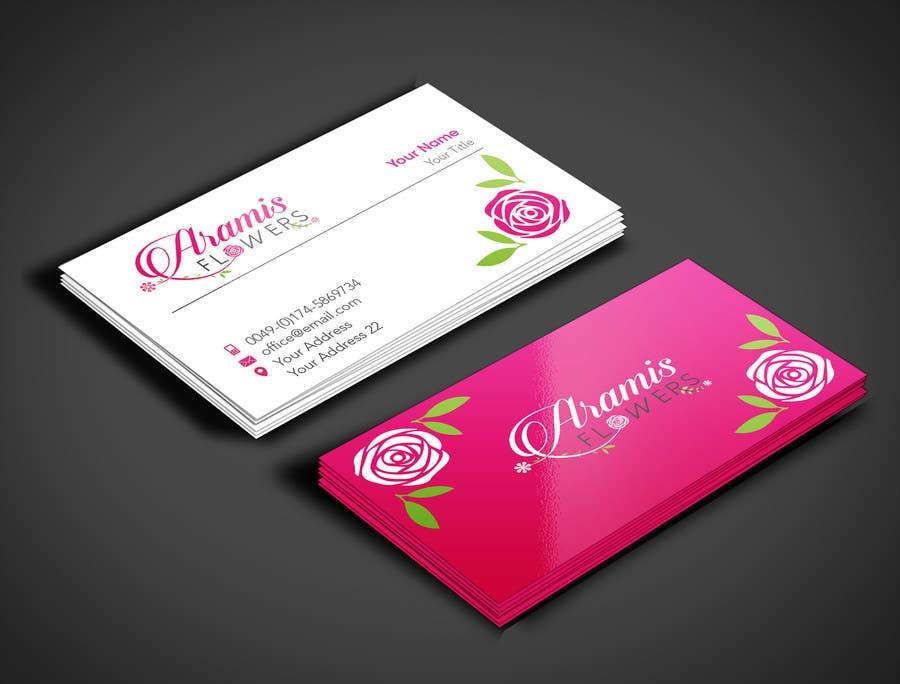 Your Name
Your Title
Aramis
FLOWERS
0049-(0)174-5869734
office@email.com
Your Address
Your Address 22
Aramis
FLOWERS